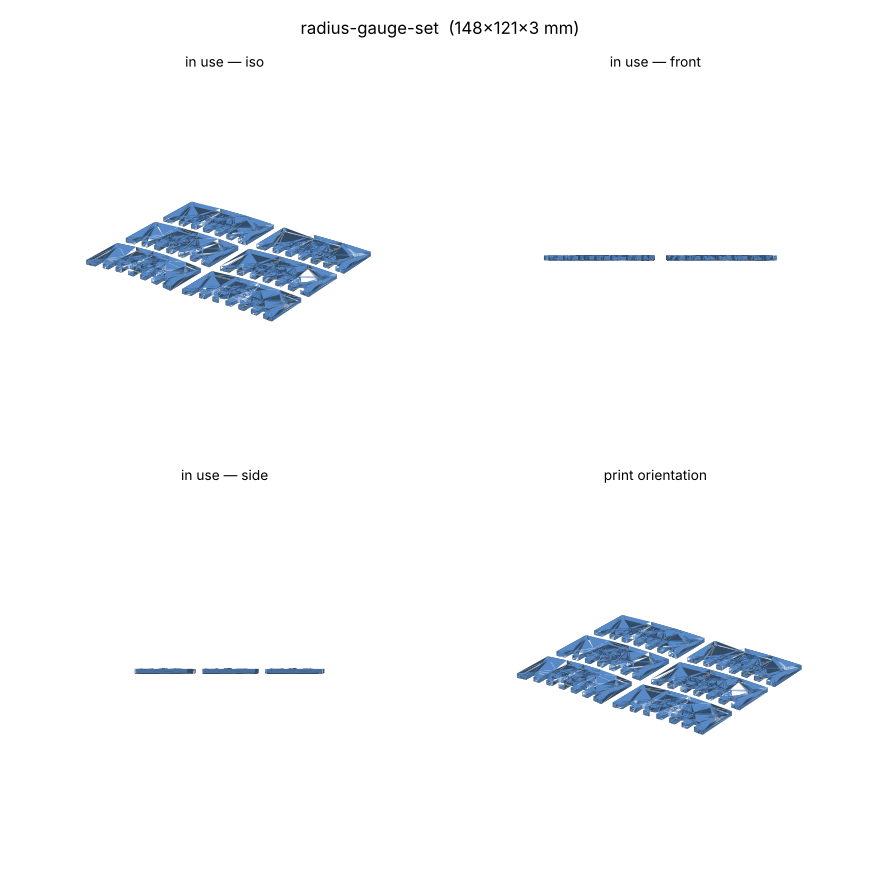 radius-gauge-set (148×121×3 mm)
in use — iso
in use — front
in use — side
print orientation